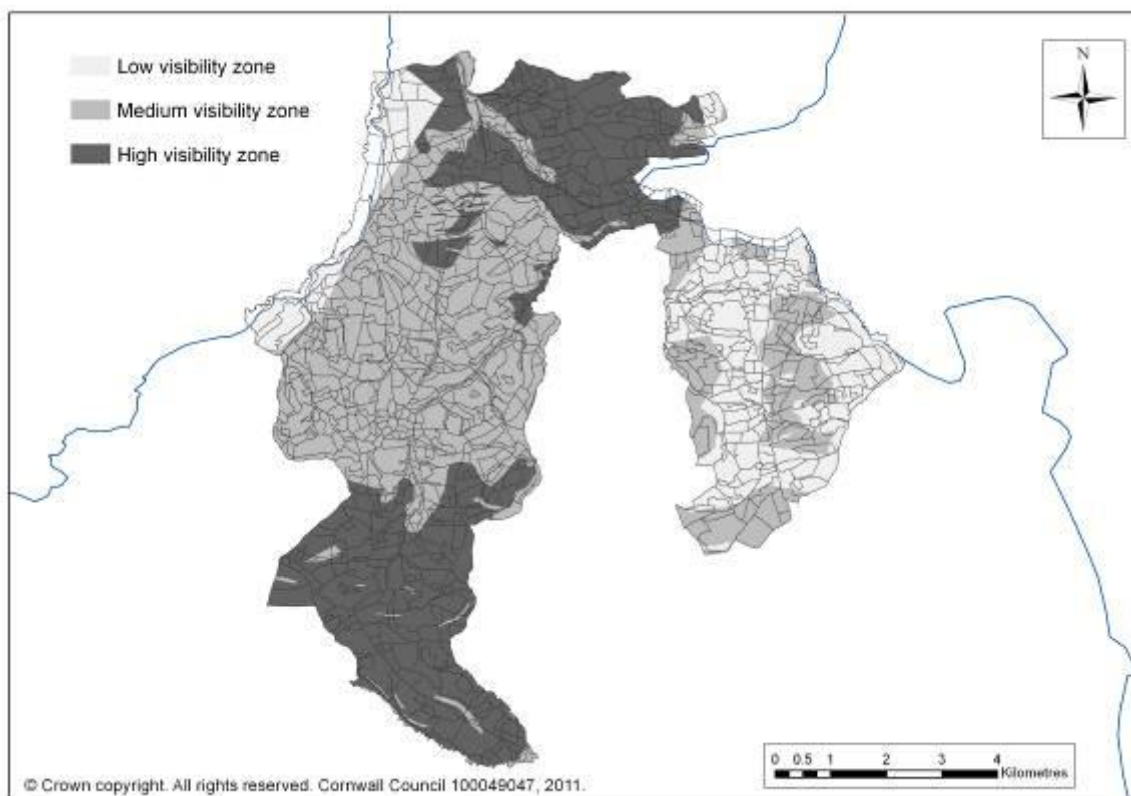 Low visibility zone
Medium visibility zone
High visibility zone
N
0 0.5 1 2 3 4
Kilometres
© Crown copyright. All rights reserved. Cornwall Council 100049047, 2011.